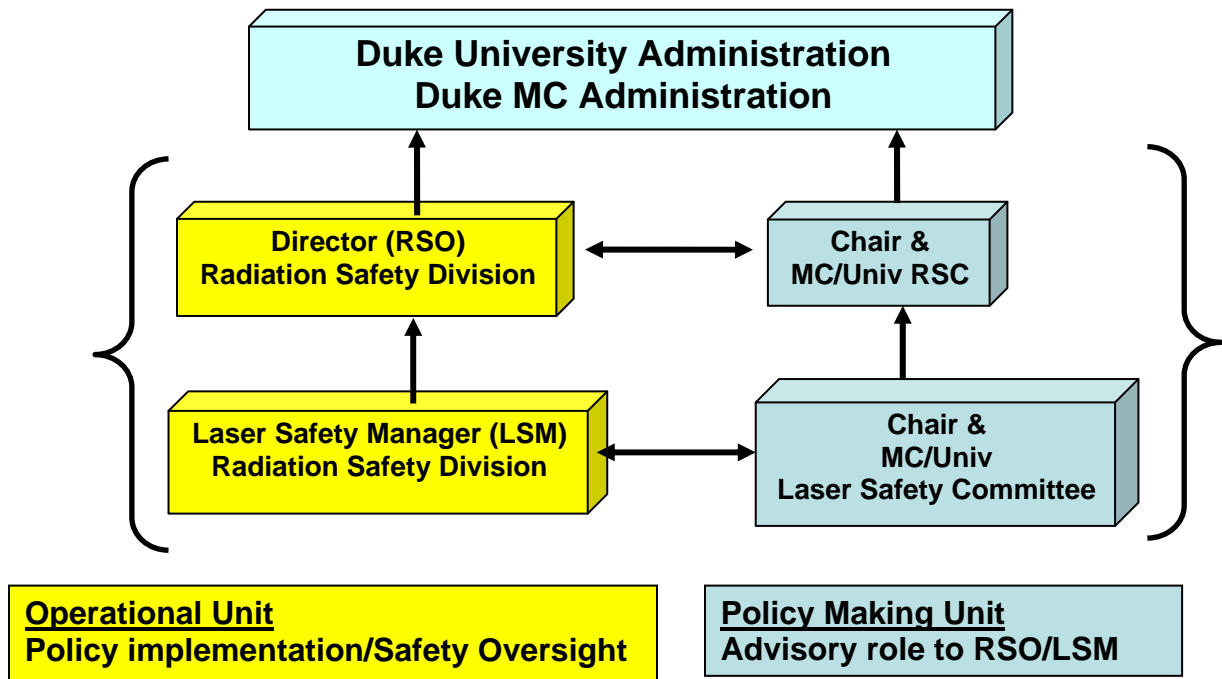 Duke University Administration
Duke MC Administration
Director (RSO)
Radiation Safety Division
Chair &
MC/Univ RSC
Laser Safety Manager (LSM)
Radiation Safety Division
Chair &
MC/Univ
Laser Safety Committee
Operational Unit
Policy implementation/Safety Oversight
Policy Making Unit
Advisory role to RSO/LSM